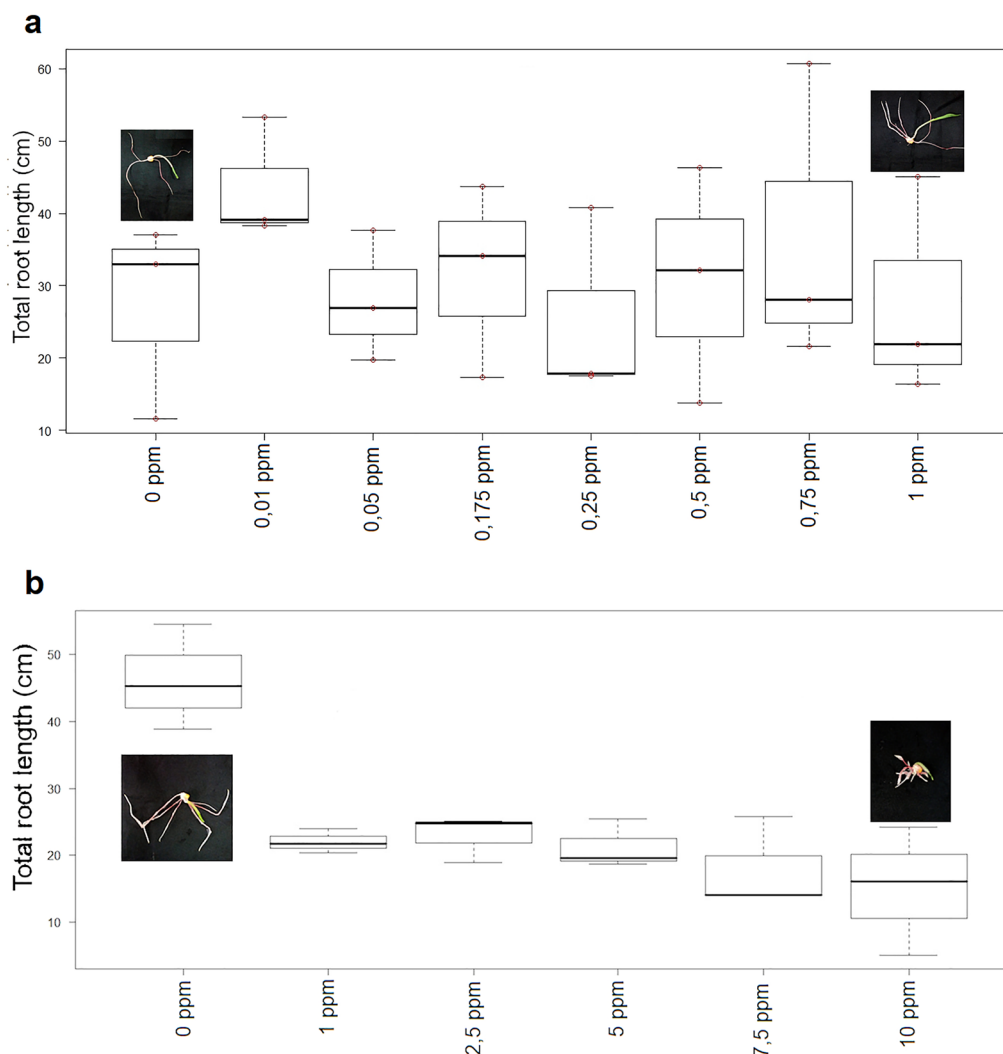 a
Total root length (cm)
60
50
40
30
20
10
0 ppm
0,01 ppm
0,05 ppm
0,175 ppm
0,25 ppm
0,5 ppm
0,75 ppm
1 ppm
b
Total root length (cm)
50
40
30
20
10
0 ppm
1 ppm
2,5 ppm
5 ppm
7,5 ppm
10 ppm